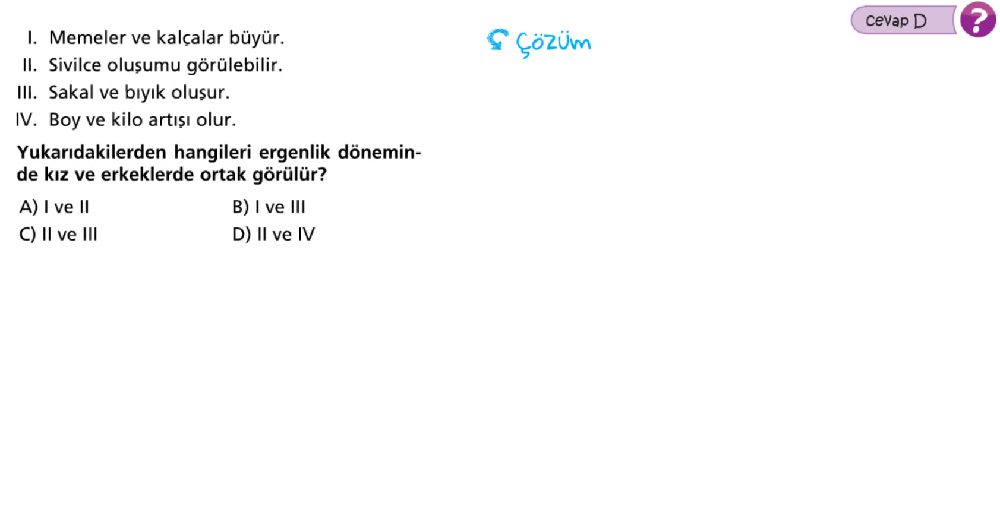 I. Memeler ve kalçalar büyür.
II. Sivilce oluşumu görülebilir.
III. Sakal ve bıyık oluşur.
IV. Boy ve kilo artışı olur.
Yukarıdakilerden hangileri ergenlik dönemin-
de kız ve erkeklerde ortak görülür?
A) I ve II
B) I ve III
C) II ve III
D) II ve IV
Çözüm
Cevap D
?